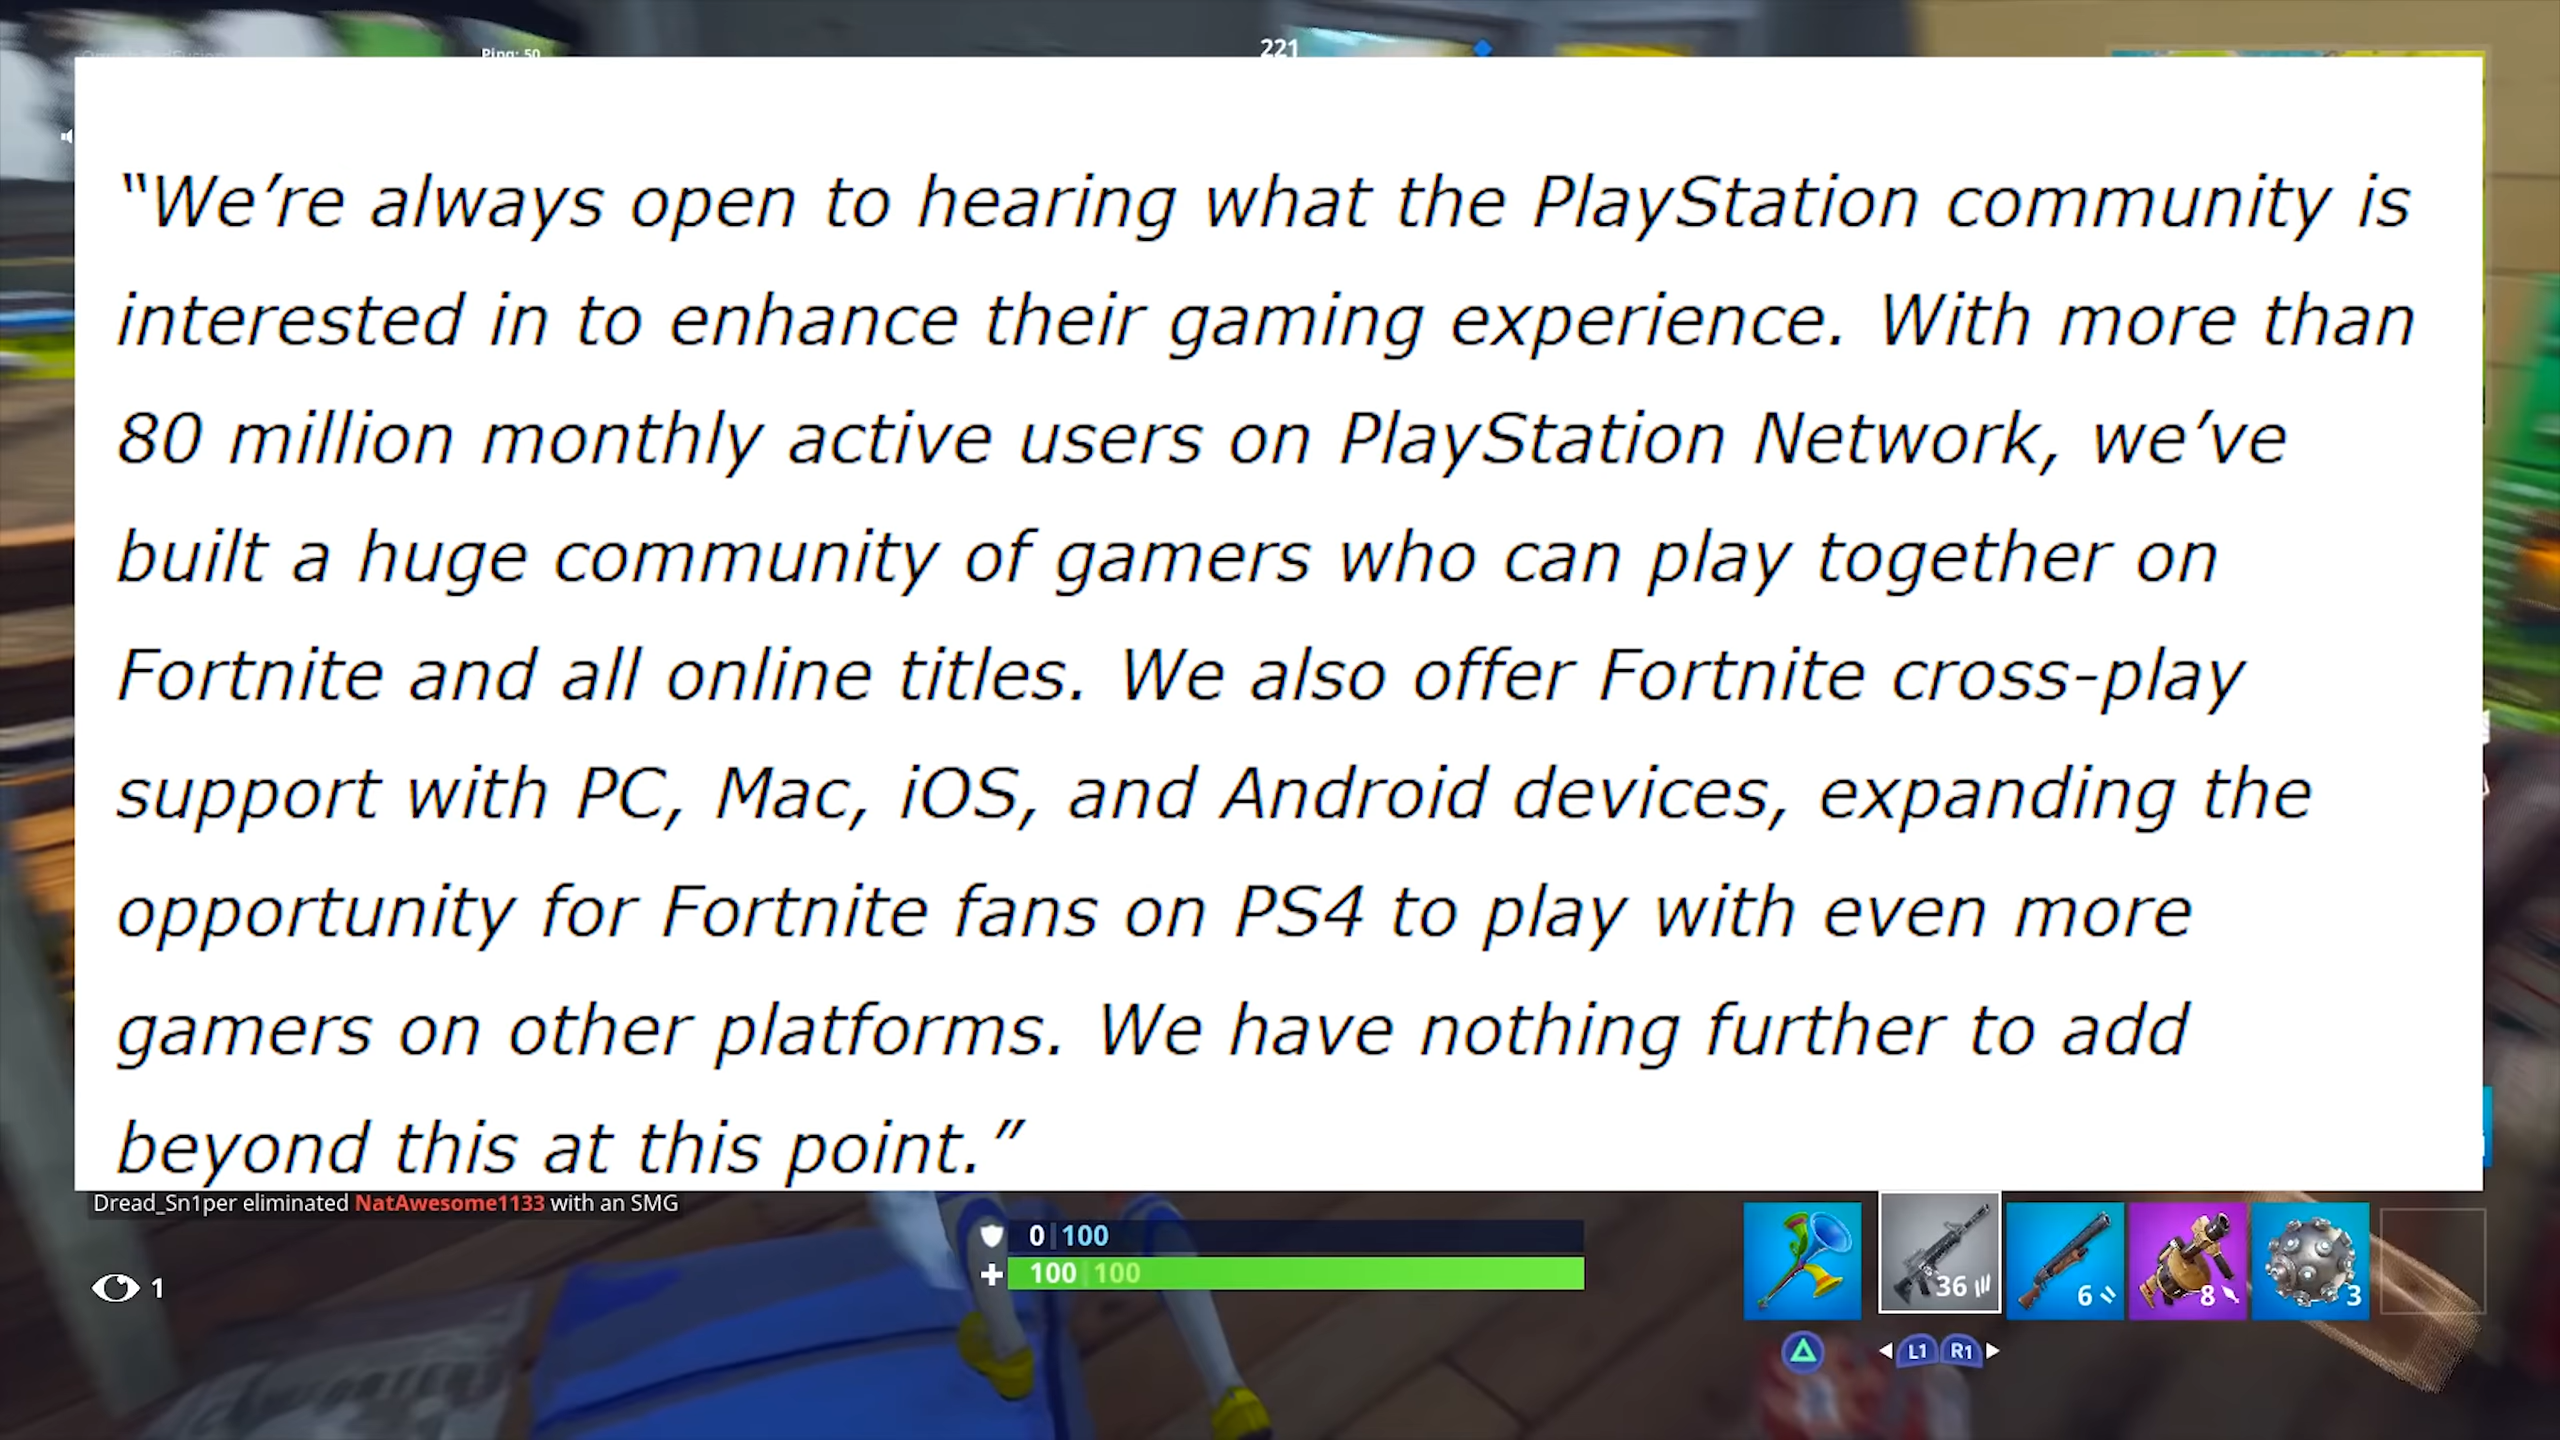 Ping: 50
221
“We’re always open to hearing what the PlayStation community is
interested in to enhance their gaming experience. With more than
80 million monthly active users on PlayStation Network, we’ve
built a huge community of gamers who can play together on
Fortnite and all online titles. We also offer Fortnite cross-play
support with PC, Mac, iOS, and Android devices, expanding the
opportunity for Fortnite fans on PS4 to play with even more
gamers on other platforms. We have nothing further to add
beyond this at this point.”
Dread_Sn1per eliminated NatAwesome1133 with an SMG
0 | 100
100 | 100
1
36 6 8 3
L1 R1